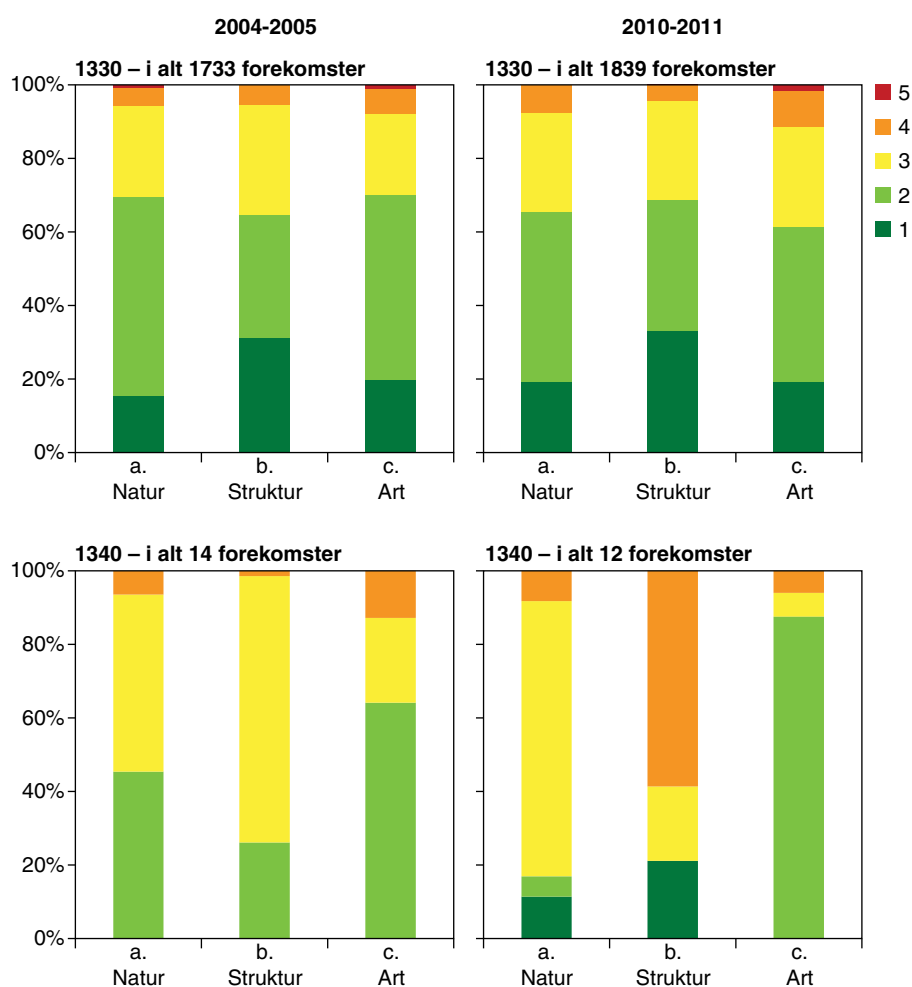 2004-2005
2010-2011
1330 – i alt 1733 forekomster
1330 – i alt 1839 forekomster
100%
80%
60%
40%
20%
0%
a.
Natur
b.
Struktur
c.
Art
a.
Natur
b.
Struktur
c.
Art
5
4
3
2
1
1340 – i alt 14 forekomster
1340 – i alt 12 forekomster
100%
80%
60%
40%
20%
0%
a.
Natur
b.
Struktur
c.
Art
a.
Natur
b.
Struktur
c.
Art